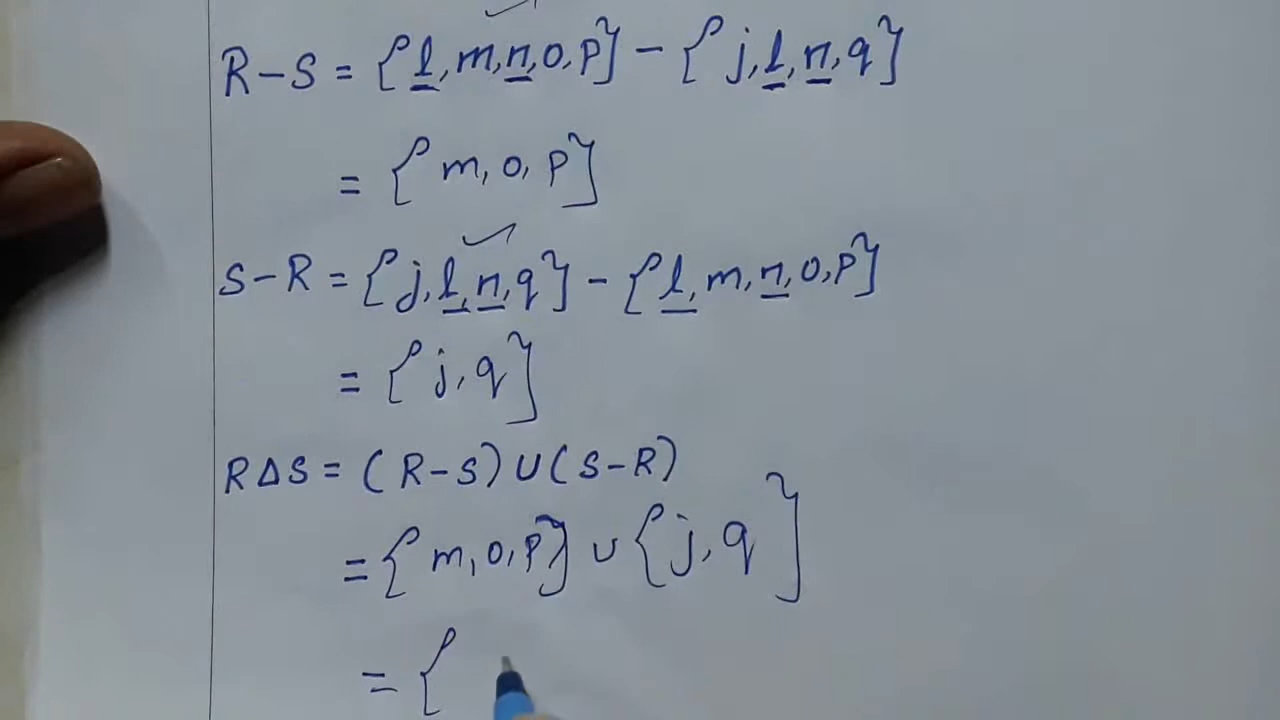 R-S = {l, m, n, o, p} - {j, l, n, q}
= {m, o, p}
S-R = {j, l, n, q} - {l, m, n, o, p}
= {j, q}
RΔS = (R-S) ∪ (S-R)
= {m, o, p} ∪ {j, q}
= {